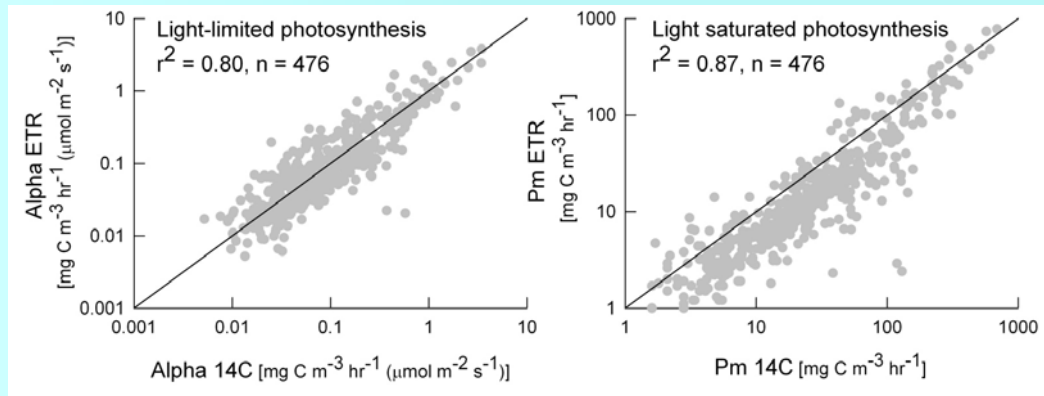 Light-limited photosynthesis
r² = 0.80, n = 476
10
1
0.1
0.01
0.001
Alpha ETR
[mg C m⁻³ hr⁻¹ (μmol m⁻² s⁻¹)]
0.001 0.01 0.1 1 10
Alpha 14C [mg C m⁻³ hr⁻¹ (μmol m⁻² s⁻¹)]
Light saturated photosynthesis
r² = 0.87, n = 476
1000
100
10
1
Pm ETR
[mg C m⁻³ hr⁻¹]
1 10 100 1000
Pm 14C [mg C m⁻³ hr⁻¹]